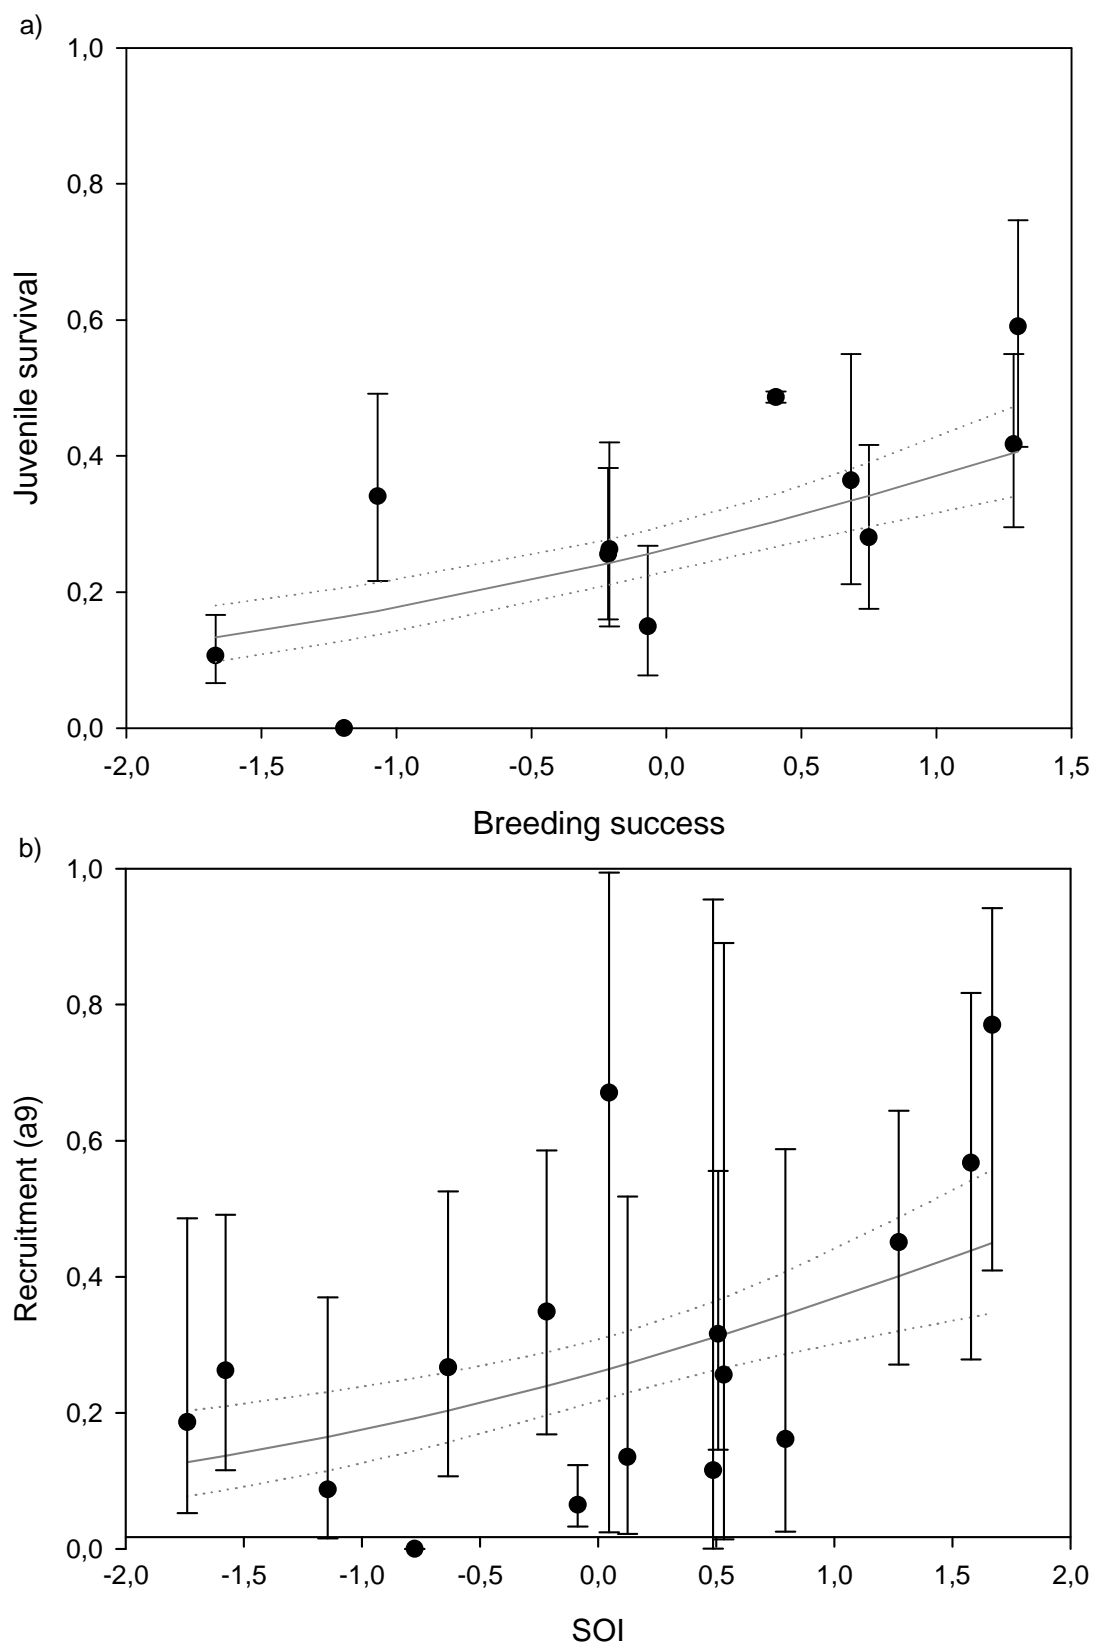 a)
1,0
0,8
0,6
0,4
0,2
0,0
Juvenile survival
-2,0 -1,5 -1,0 -0,5 0,0 0,5 1,0 1,5
Breeding success
b)
1,0
0,8
0,6
0,4
0,2
0,0
Recruitment (a9)
-2,0 -1,5 -1,0 -0,5 0,0 0,5 1,0 1,5 2,0
SOI